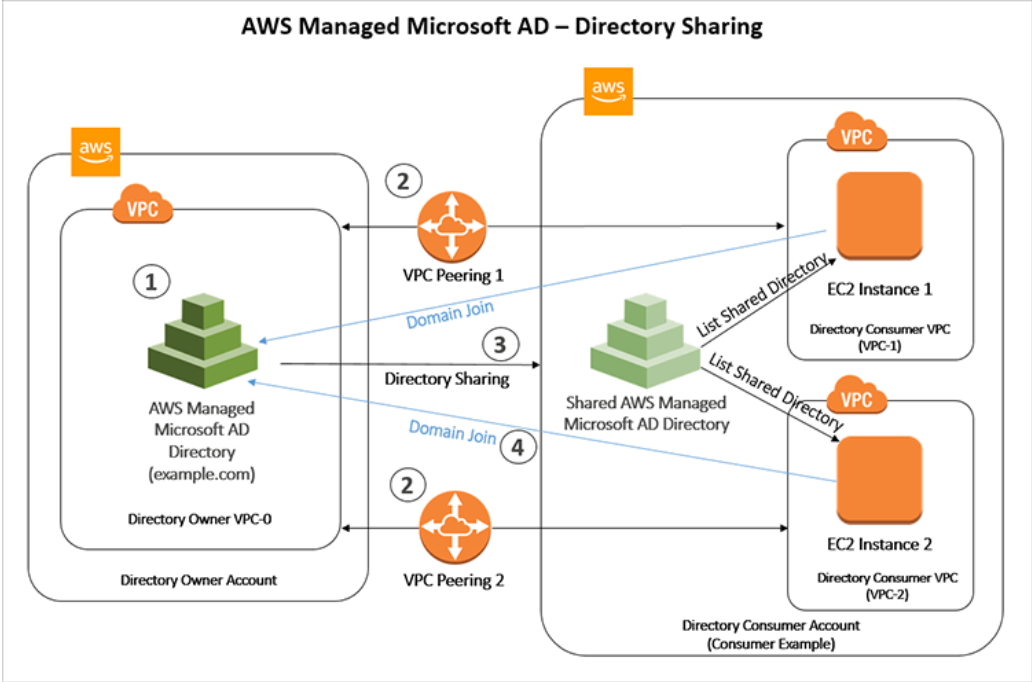 AWS Managed Microsoft AD – Directory Sharing
aws
aws
VPC
VPC
2
VPC Peering 1
1
EC2 Instance 1
Directory Consumer VPC
(VPC-1)
List Shared Directory
Domain Join
3
Directory Sharing
AWS Managed
Microsoft AD
Directory
(example.com)
Shared AWS Managed
Microsoft AD Directory
List Shared Directory
VPC
Domain Join
4
2
VPC Peering 2
Directory Owner VPC-0
Directory Owner Account
EC2 Instance 2
Directory Consumer VPC
(VPC-2)
Directory Consumer Account
(Consumer Example)